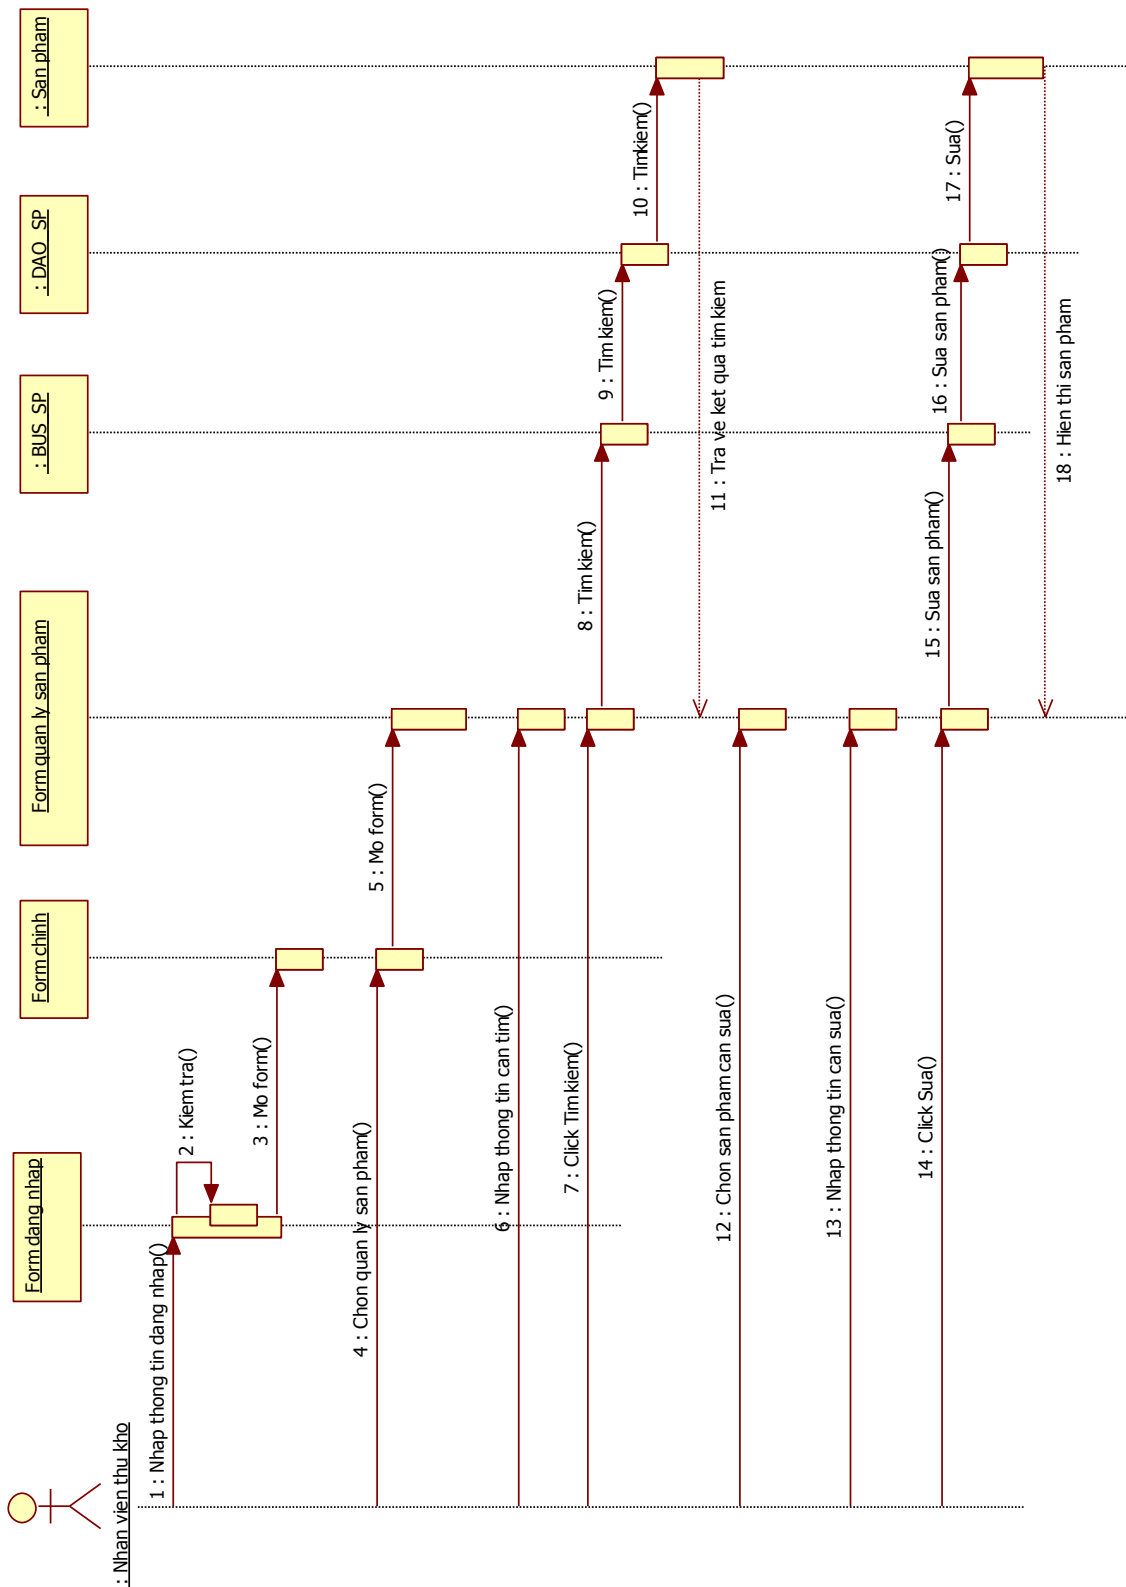 : Nhan vien thu kho
Form dang nhap
Form chinh
Form quan ly san pham
: BUS_SP
: DAO_SP
: San pham
1 : Nhap thong tin dang nhap()
2 : Kiem tra()
3 : Mo form()
4 : Chon quan ly san pham()
5 : Mo form()
6 : Nhap thong tin can tim()
7 : Click Tim kiem()
8 : Tim kiem()
9 : Tim kiem()
10 : Timkiem()
11 : Tra ve ket qua tim kiem
12 : Chon san pham can sua()
13 : Nhap thong tin can sua()
14 : Click Sua()
15 : Sua san pham()
16 : Sua san pham()
17 : Sua()
18 : Hien thi san pham